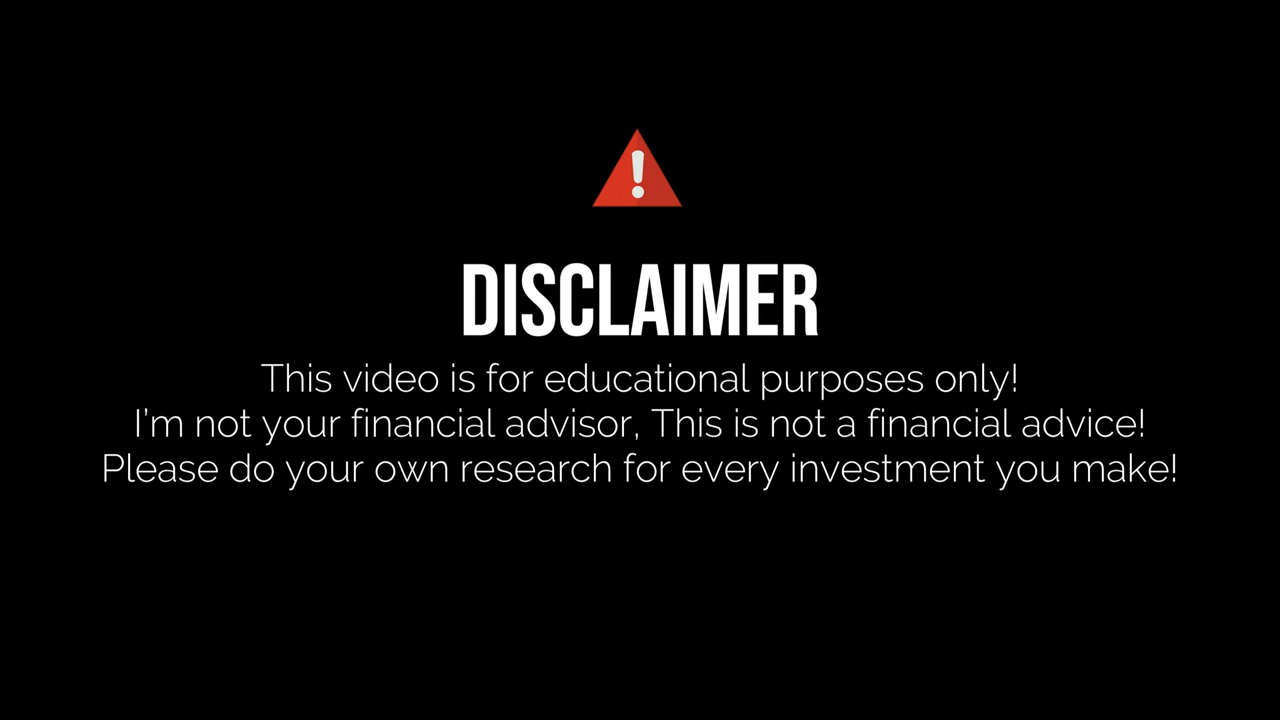 DISCLAIMER
This video is for educational purposes only!
I'm not your financial advisor, This is not a financial advice!
Please do your own research for every investment you make!